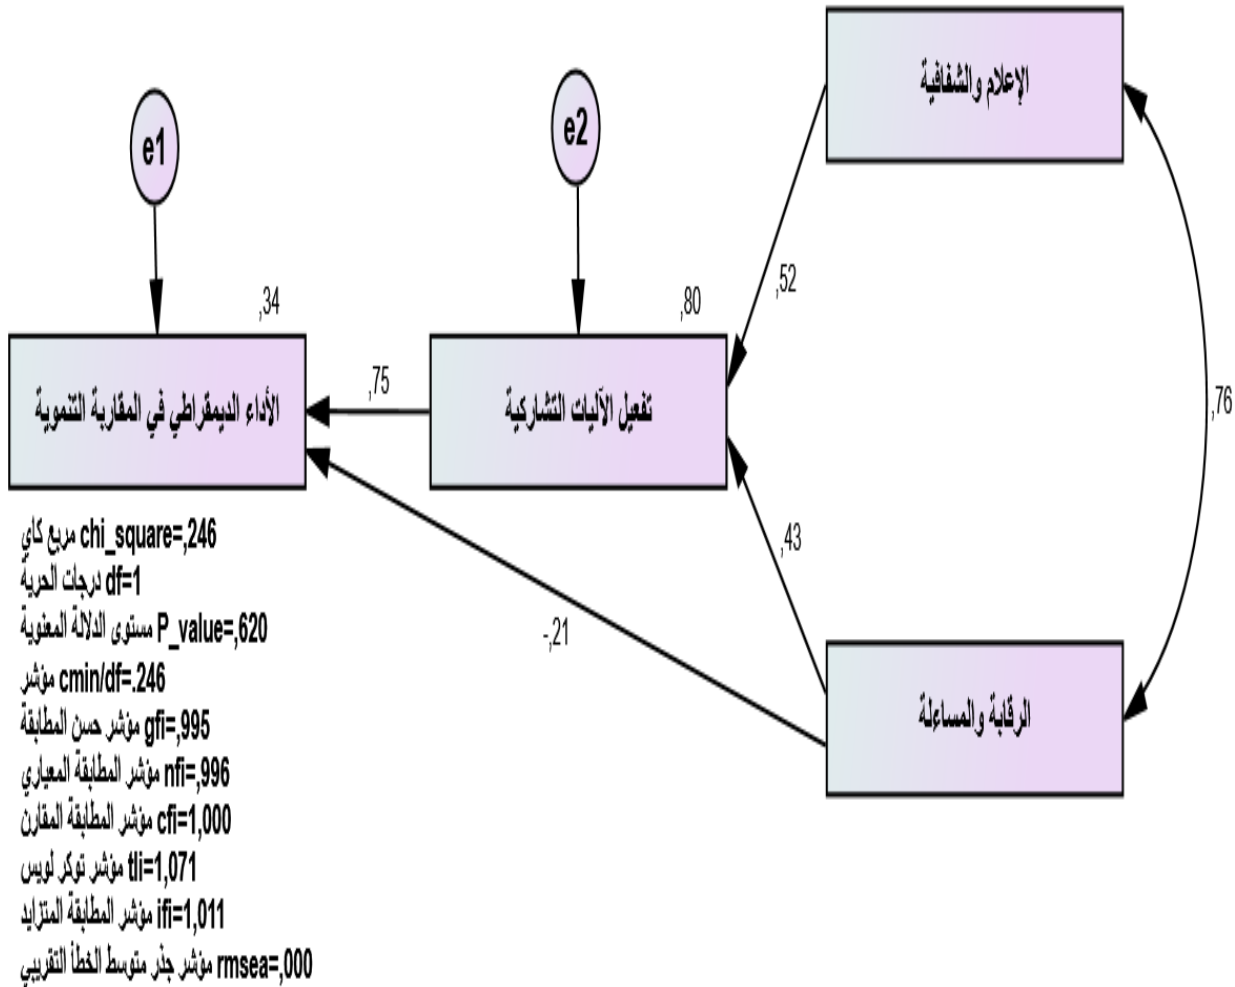 الإعلام والشفافية
e1
e2
,52
,34
,80
,75
الأداء الديمقراطي في المقاربة التنموية
تفعيل الآليات التشاركية
,76
,43
-,21
الرقابة والمساءلة
chi_square=,246 مربع كاي
df=1 درجات الحرية
P_value=,620 مستوى الدلالة المعنوية
cmin/df=.246 مؤشر
gfi=,995 مؤشر حسن المطابقة
nfi=,996 مؤشر المطابقة المعياري
cfi=1,000 مؤشر المطابقة المقارن
tli=1,071 مؤشر توكر لويس
ifi=1,011 مؤشر المطابقة المتزايد
rmsea=,000 مؤشر جذر متوسط الخطأ التقريبي